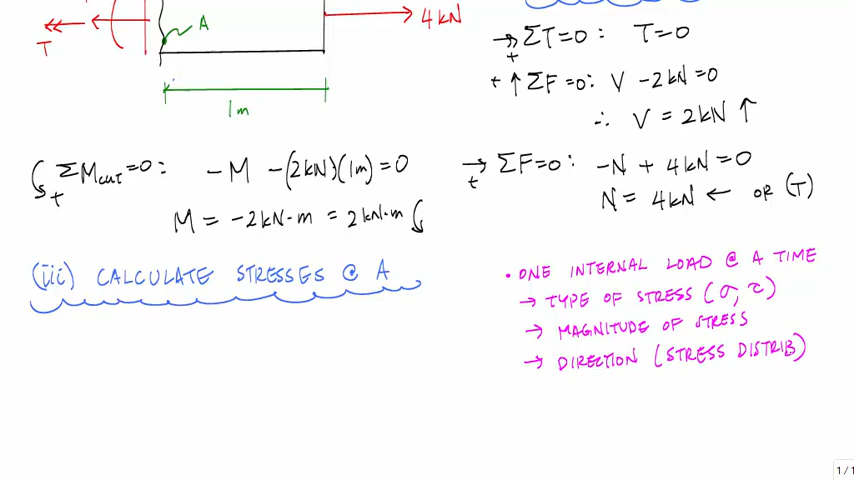 4kN
T
A
1m
→+ ΣT=0: T=0
+↑ ΣF=0: V -2kN=0
∴ V = 2kN ↑
ΣM_CUT=0: -M -(2kN)(1m)=0
M = -2kN·m = 2kN·m
→+ ΣF=0: -N + 4kN=0
N = 4kN ← OR (T)
(iii) CALCULATE STRESSES @ A
• ONE INTERNAL LOAD @ A TIME
→ TYPE OF STRESS (σ, τ)
→ MAGNITUDE OF STRESS
→ DIRECTION (STRESS DISTRIB)
1/1